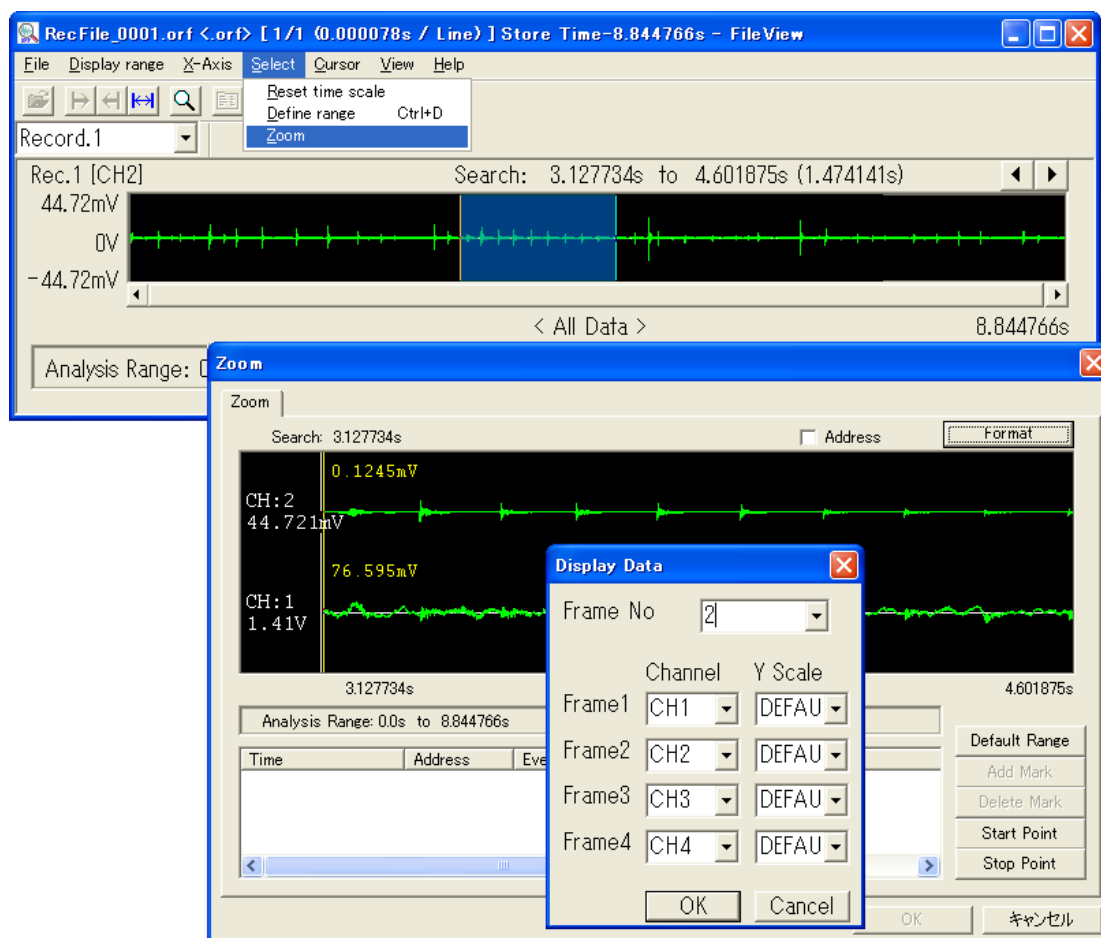 RecFile_0001.orf <.orf> [ 1/1 (0.000078s / Line) ] Store Time-8.844766s - FileView
File Display range X-Axis Select Cursor View Help
Reset time scale
Define range Ctrl+D
Zoom
Record.1
Rec.1 [CH2] Search: 3.127734s to 4.601875s (1.474141s)
44.72mV
0V
-44.72mV
< All Data > 8.844766s
Analysis Range:
Zoom
Zoom
Search: 3.127734s Address Format
0.1245mV
CH:2
44.721mV
76.595mV
CH:1
1.41V
3.127734s 4.601875s
Analysis Range: 0.0s to 8.844766s
Time Address Eve
Default Range
Add Mark
Delete Mark
Start Point
Stop Point
OK キャンセル
Display Data
Frame No 2
Channel Y Scale
Frame1 CH1 DEFAU
Frame2 CH2 DEFAU
Frame3 CH3 DEFAU
Frame4 CH4 DEFAU
OK Cancel